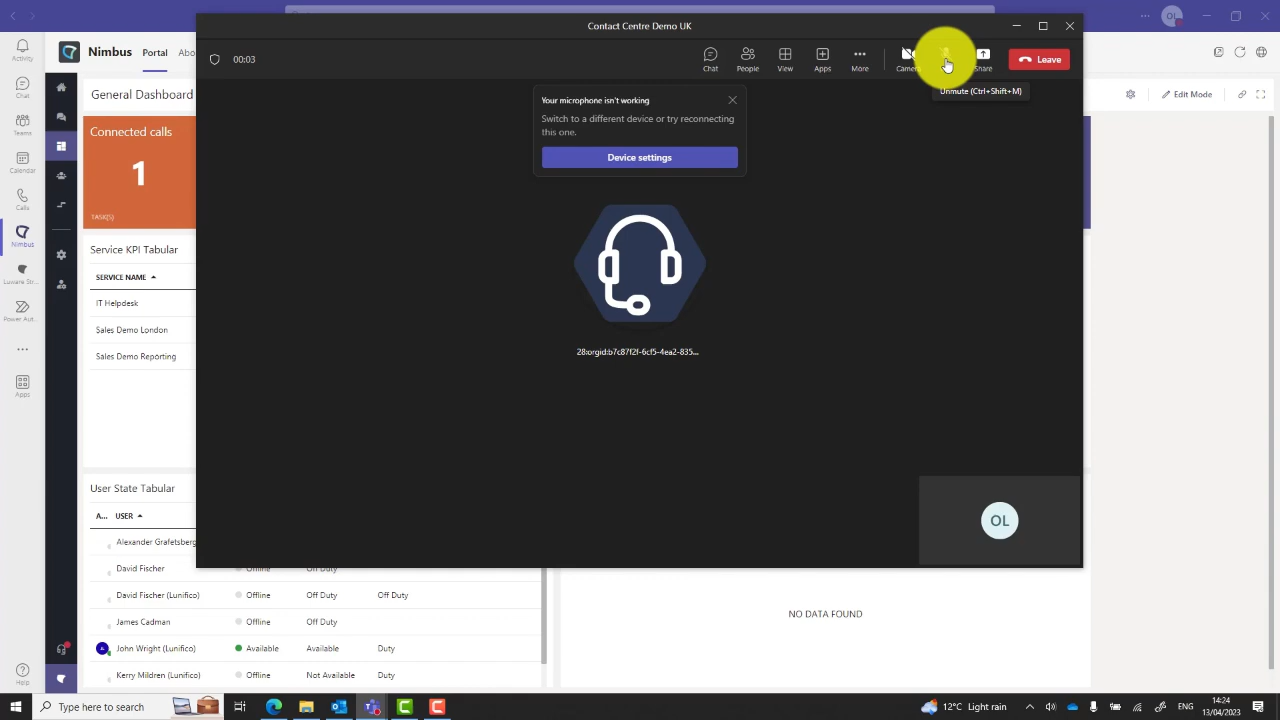 Contact Centre Demo UK
OL
00:03
Chat
People
View
Apps
More
Camera
Share
Leave
Unmute (Ctrl+Shift+M)
Nimbus
Portal
Abo
Edit Mode
General Dashboard
Your microphone isn't working
Switch to a different device or try reconnecting
this one.
Device settings
28:orgid:b7c87f2f-6cf5-4ea2-835...
OL
Activity
Chat
Teams
Calendar
Calls
Nimbus
Luware Str...
Power Aut...
Apps
Help
Connected calls
1
TASK(S)
Service KPI Tabular
SERVICE NAME
IT Helpdesk
Sales Demo London
Sales Demo Reporting
User State Tabular
A... USER
Alexander Grafetsberg
David Fischer Offline Off Duty
David Fischer (Lunifico) Offline Off Duty Off Duty
James Cadman Offline Off Duty
John Wright (Lunifico) Available Available Duty
Kerry Mildren (Lunifico) Offline Not Available Duty
NO DATA FOUND
Type here to search
12°C Light rain
ENG
14:24
13/04/2023